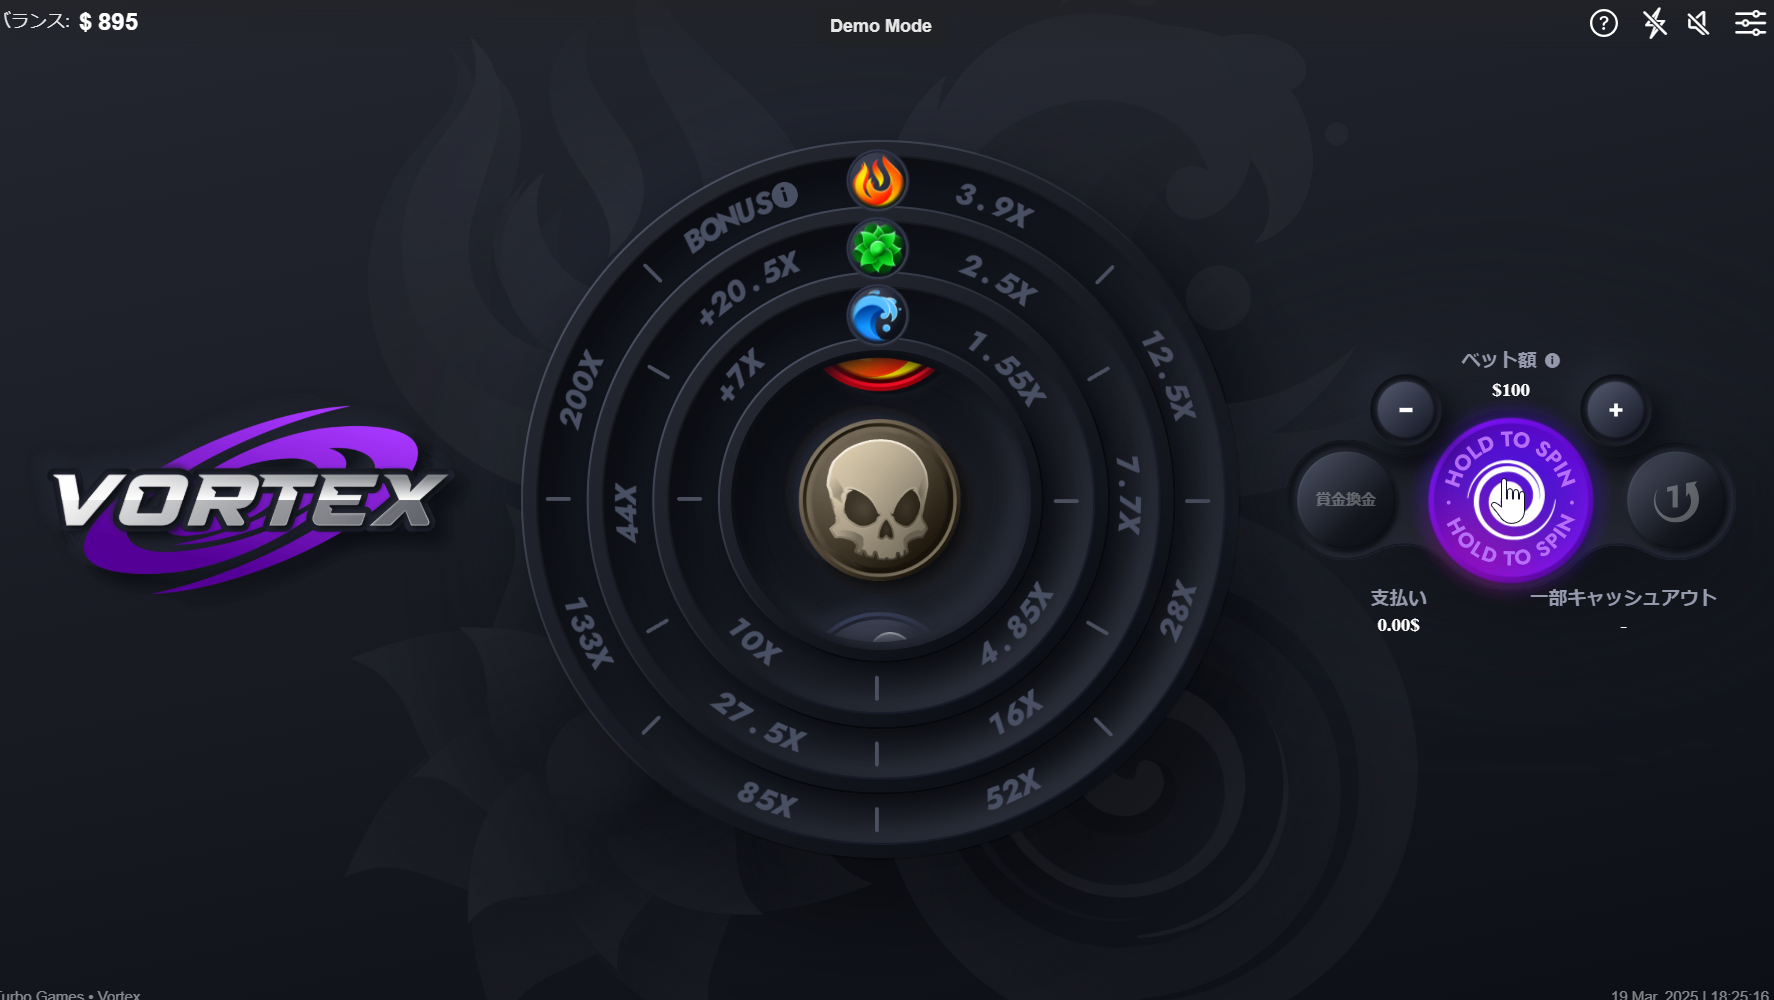 バランス: $ 895
Demo Mode
BONUS
3.9X
12.5X
28X
52X
85X
133X
200X
+20.5X
2.5X
7.7X
16X
27.5X
44X
+7X
1.55X
4.85X
10X
VORTEX
ベット額
$100
-
+
HOLD TO SPIN · HOLD TO SPIN ·
賞金換金
1
支払い
0.00$
一部キャッシュアウト
-
Turbo Games • Vortex
19 Mar, 2025 | 18:25:16